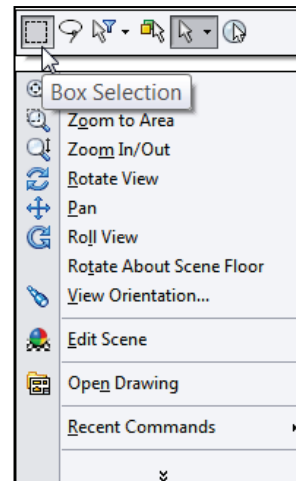 Box Selection
Zoom to Area
Zoom In/Out
Rotate View
Pan
Roll View
Rotate About Scene Floor
View Orientation...
Edit Scene
Open Drawing
Recent Commands